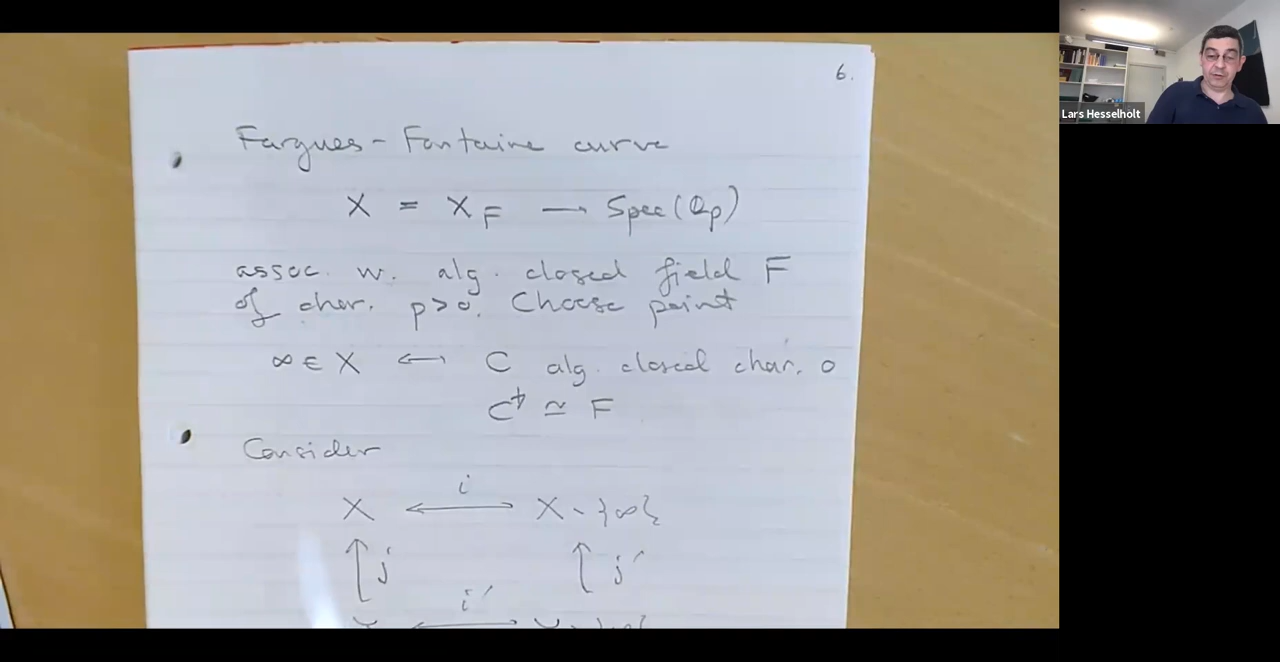 6.
Fargues-Fontaine curve
X = X_F → Spec(Q_p)
assoc. w. alg. closed field F
of char. p>0. Choose point
∞ ∈ X ↔ C alg. closed char. 0
C^♭ ≃ F
Consider
X ↩ i X ∖ {∞}
↑ j ↑ j′
i′
Lars Hesselholt